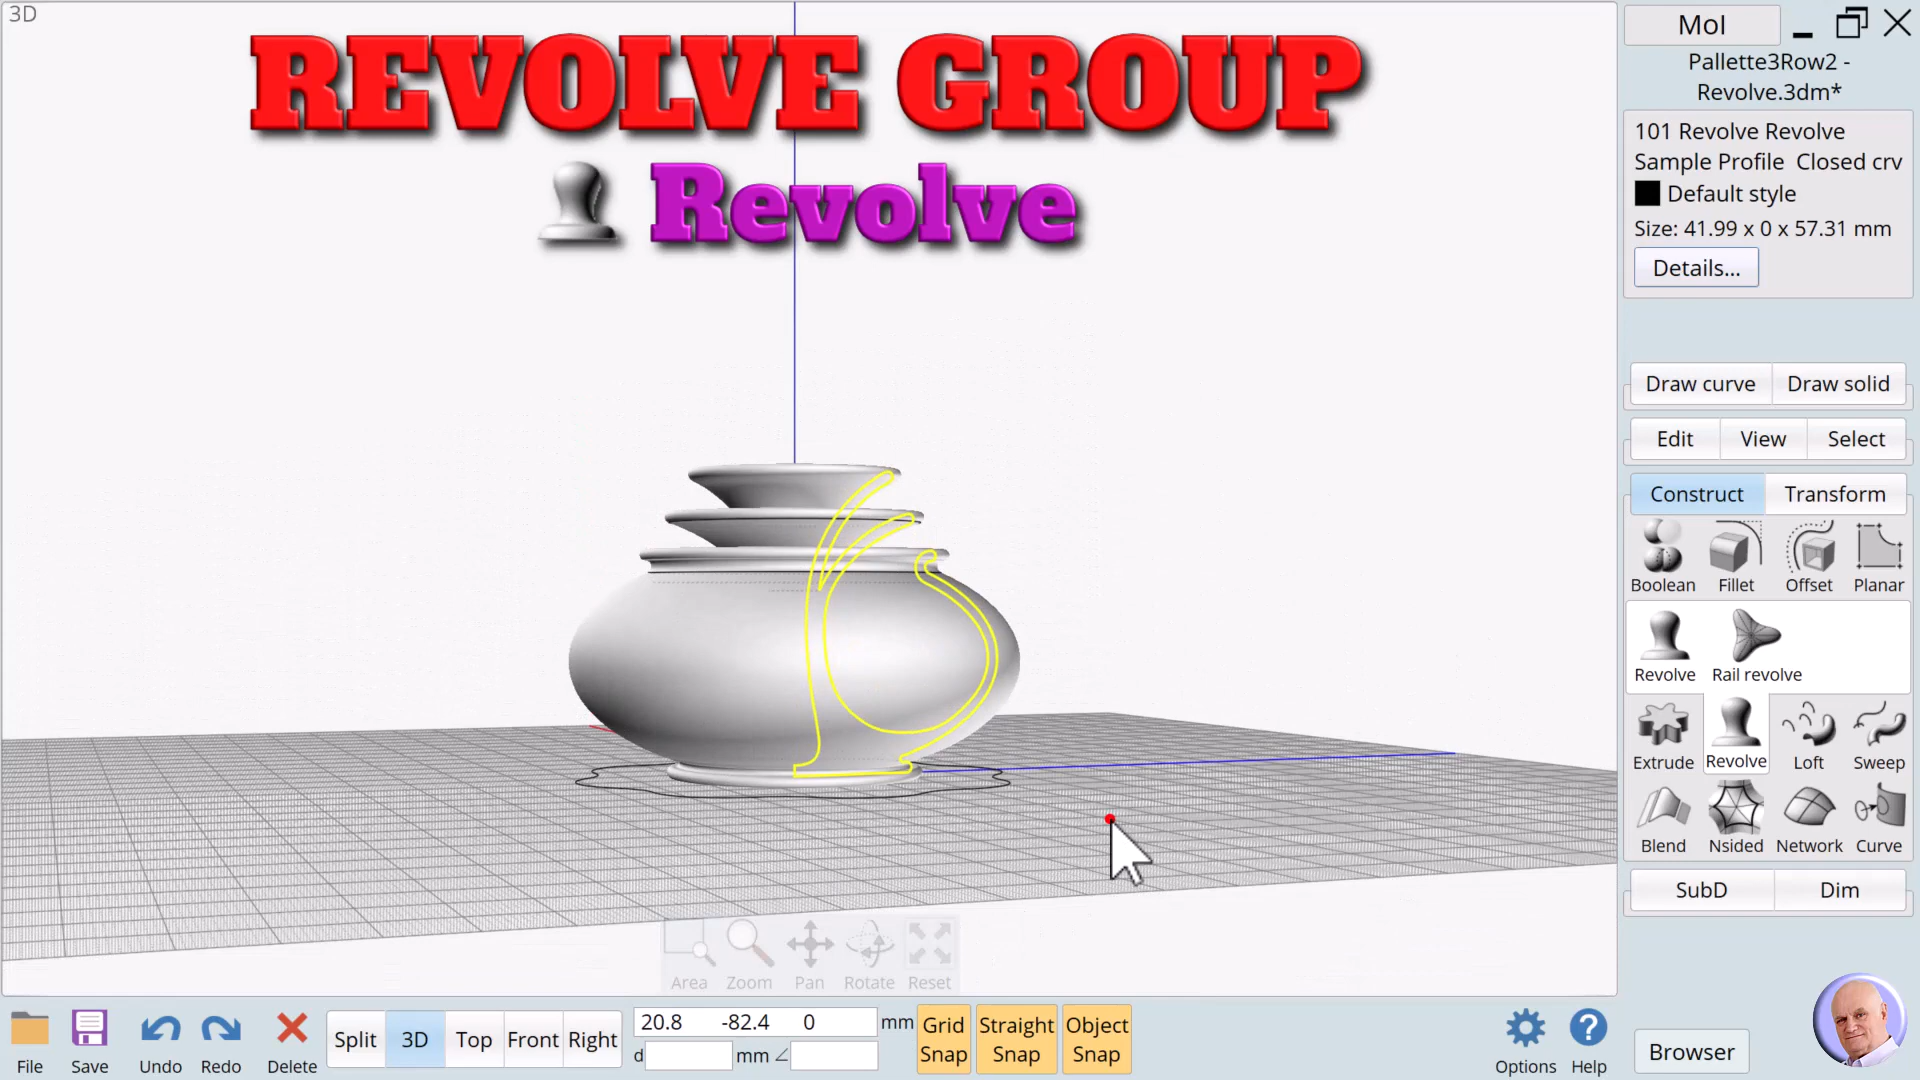 3D
REVOLVE GROUP
Revolve
MoI
Pallette3Row2 -
Revolve.3dm*
101 Revolve Revolve
Sample Profile Closed crv
Default style
Size: 41.99 x 0 x 57.31 mm
Details...
Draw curve Draw solid
Edit View Select
Construct Transform
Boolean Fillet Offset Planar
Revolve Rail revolve
Extrude Revolve Loft Sweep
Blend Nsided Network Curve
SubD Dim
Area Zoom Pan Rotate Reset
File Save Undo Redo Delete
Split 3D Top Front Right
20.8 -82.4 0 mm
d mm ∠
Grid Snap
Straight Snap
Object Snap
Options Help
Browser